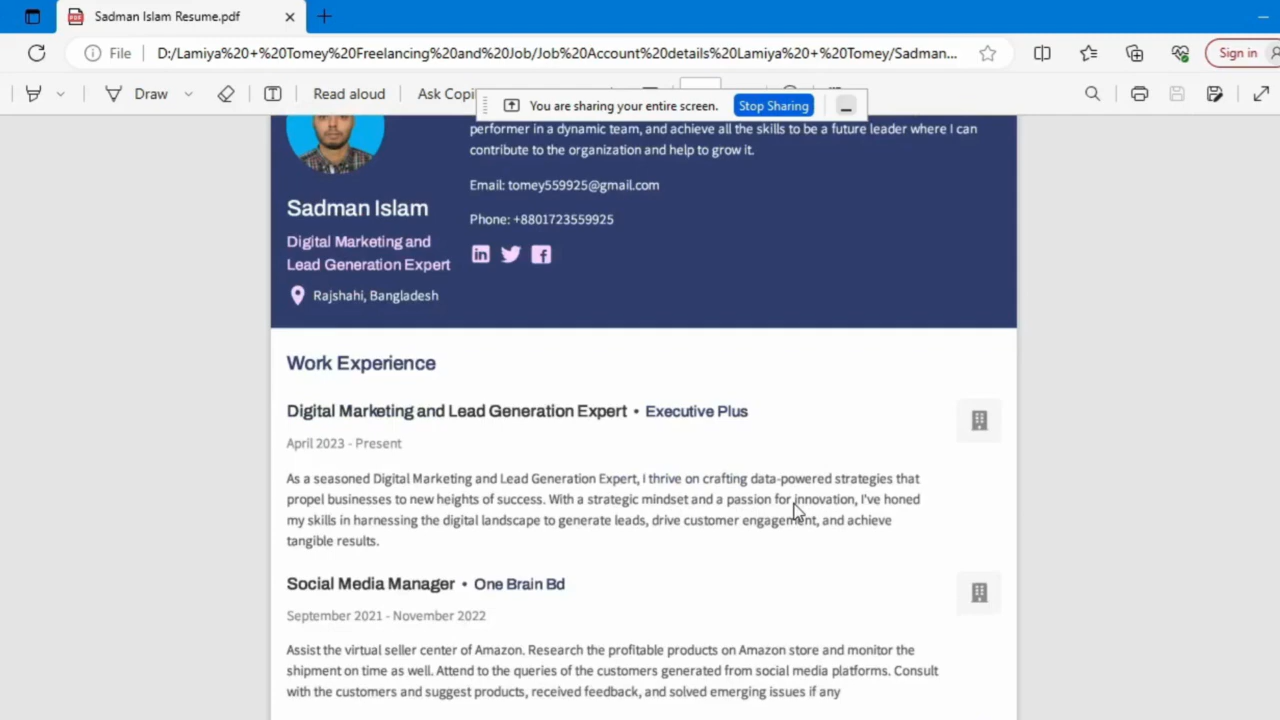 Sadman Islam Resume.pdf
File D:/Lamiya%20+%20Tomey%20Freelancing%20and%20Job/Job%20Account%20details%20Lamiya%20+%20Tomey/Sadman... Sign in
Draw Read aloud Ask Copi
You are sharing your entire screen. Stop Sharing
performer in a dynamic team, and achieve all the skills to be a future leader where I can
contribute to the organization and help to grow it.
Email: tomey559925@gmail.com
Phone: +8801723559925
Sadman Islam
Digital Marketing and
Lead Generation Expert
Rajshahi, Bangladesh
Work Experience
Digital Marketing and Lead Generation Expert • Executive Plus
April 2023 - Present
As a seasoned Digital Marketing and Lead Generation Expert, I thrive on crafting data-powered strategies that
propel businesses to new heights of success. With a strategic mindset and a passion for innovation, I've honed
my skills in harnessing the digital landscape to generate leads, drive customer engagement, and achieve
tangible results.
Social Media Manager • One Brain Bd
September 2021 - November 2022
Assist the virtual seller center of Amazon. Research the profitable products on Amazon store and monitor the
shipment on time as well. Attend to the queries of the customers generated from social media platforms. Consult
with the customers and suggest products, received feedback, and solved emerging issues if any